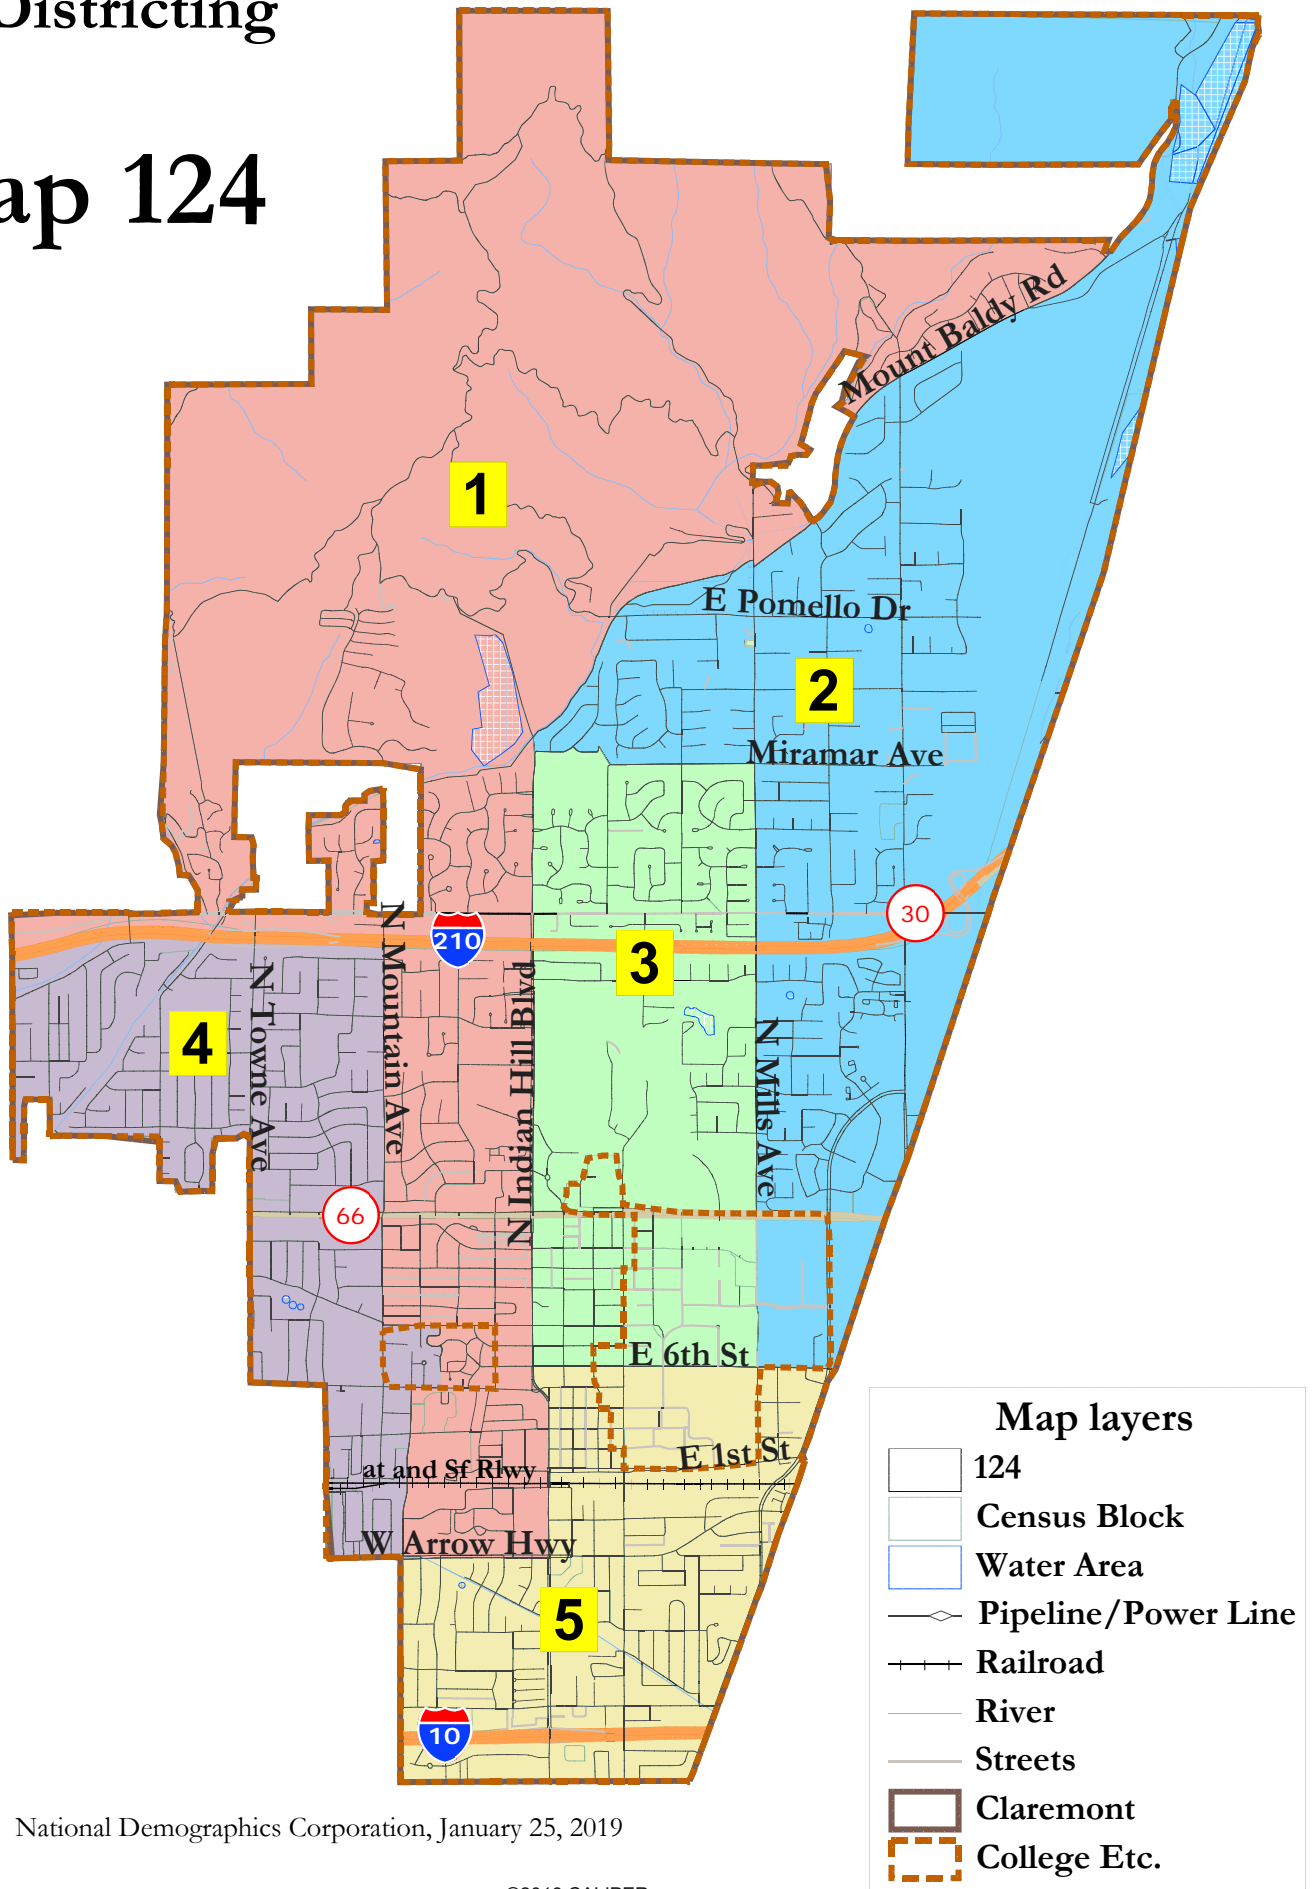 Districting
ap 124
Mount Baldy Rd
1
E Pomello Dr
2
Miramar Ave
30
210
3
N Mountain Ave
N Indian Hill Blvd
N Towne Ave
4
N Mills Ave
66
E 6th St
E 1st St
at and Sf Rlwy
W Arrow Hwy
5
10
Map layers
124
Census Block
Water Area
Pipeline/Power Line
Railroad
River
Streets
Claremont
College Etc.
National Demographics Corporation, January 25, 2019